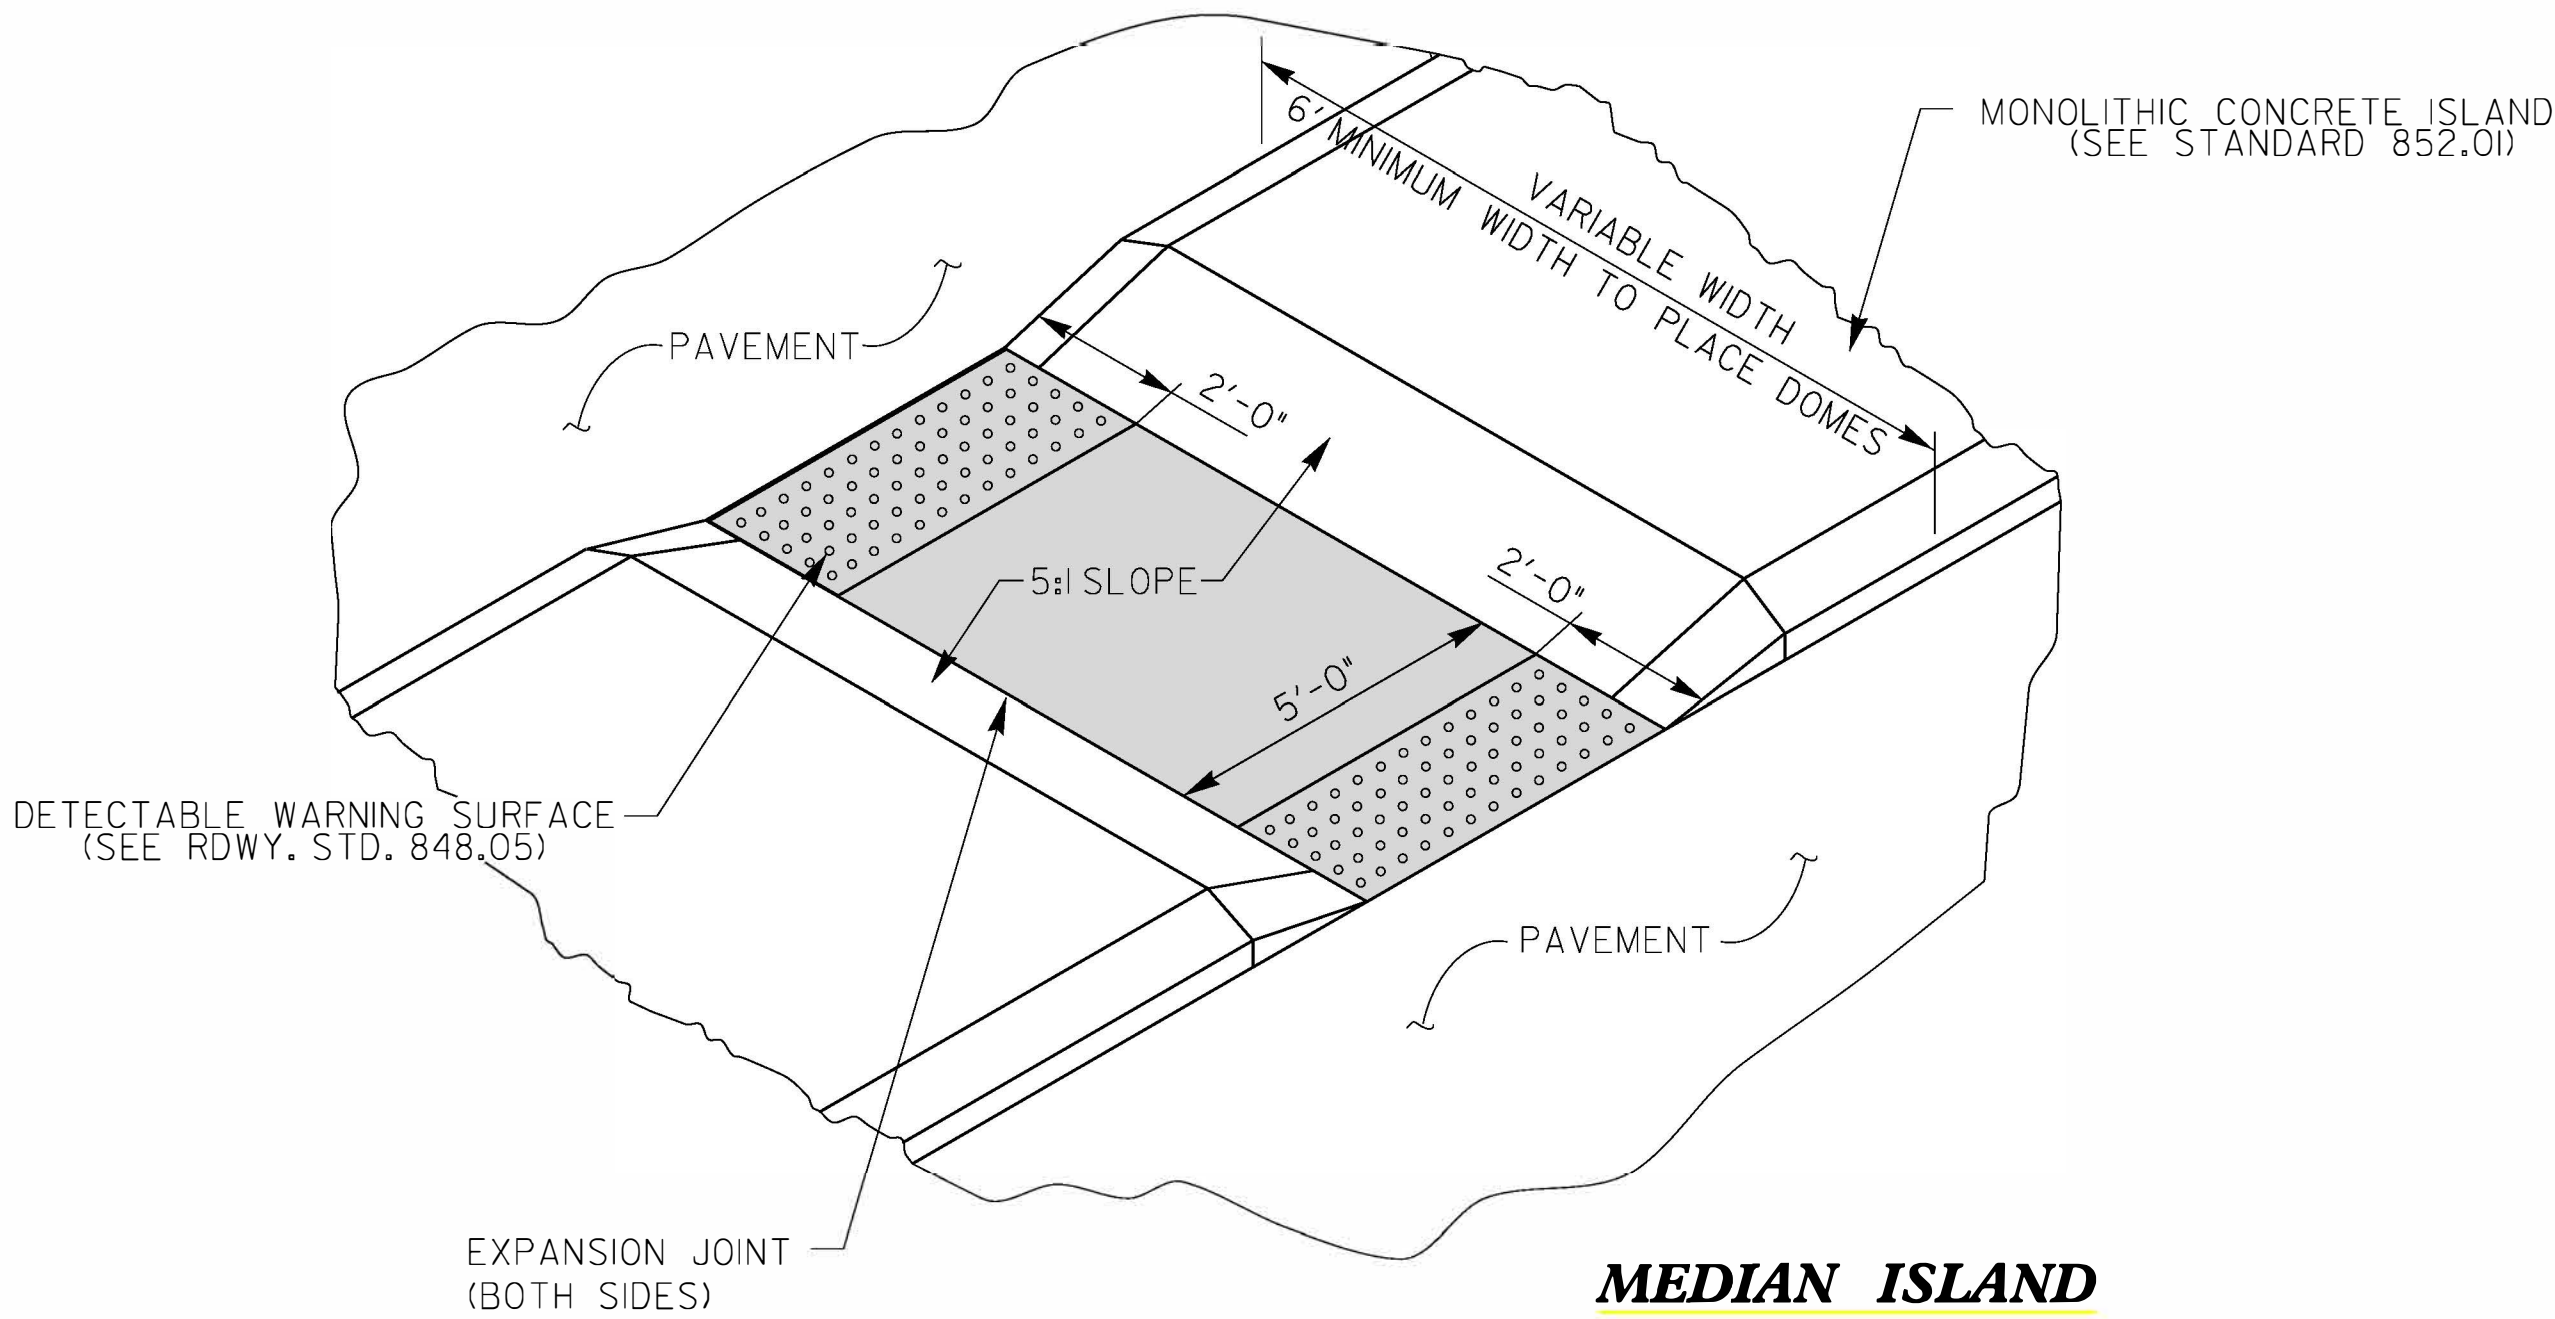 MONOLITHIC CONCRETE ISLAND
(SEE STANDARD 852.01)
VARIABLE WIDTH
6' MINIMUM WIDTH TO PLACE DOMES
PAVEMENT
2'-0"
5:1 SLOPE
2'-0"
5'-0"
DETECTABLE WARNING SURFACE
(SEE RDWY. STD. 848.05)
PAVEMENT
EXPANSION JOINT
(BOTH SIDES)
MEDIAN ISLAND